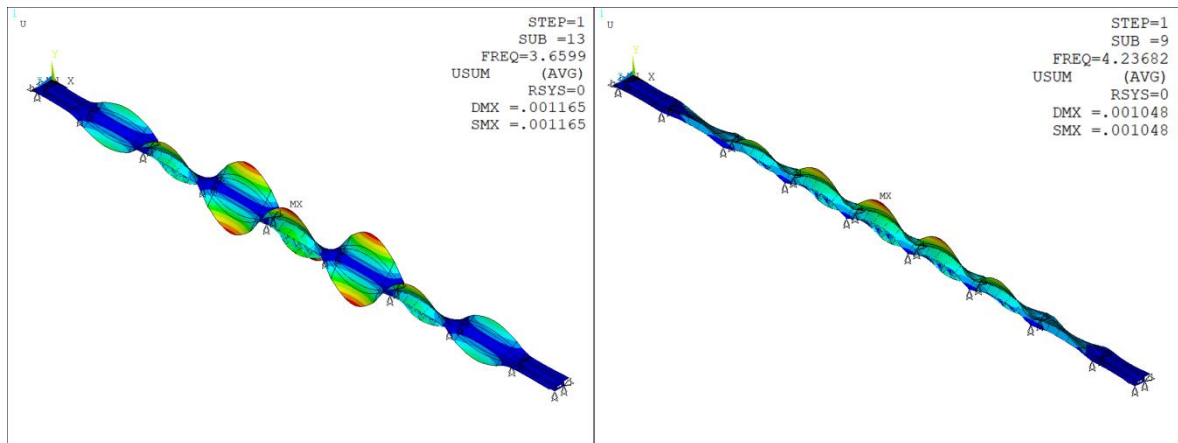 1
U
STEP=1
SUB =13
FREQ=3.6599
USUM (AVG)
RSYS=0
DMX =.001165
SMX =.001165
Y
X
MX
1
U
STEP=1
SUB =9
FREQ=4.23682
USUM (AVG)
RSYS=0
DMX =.001048
SMX =.001048
Y
X
MX